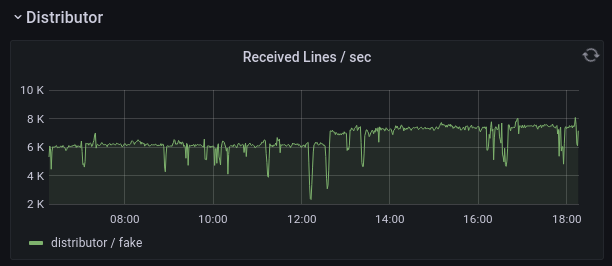 Distributor
Received Lines / sec
10 K
8 K
6 K
4 K
2 K
08:00 10:00 12:00 14:00 16:00 18:00
distributor / fake